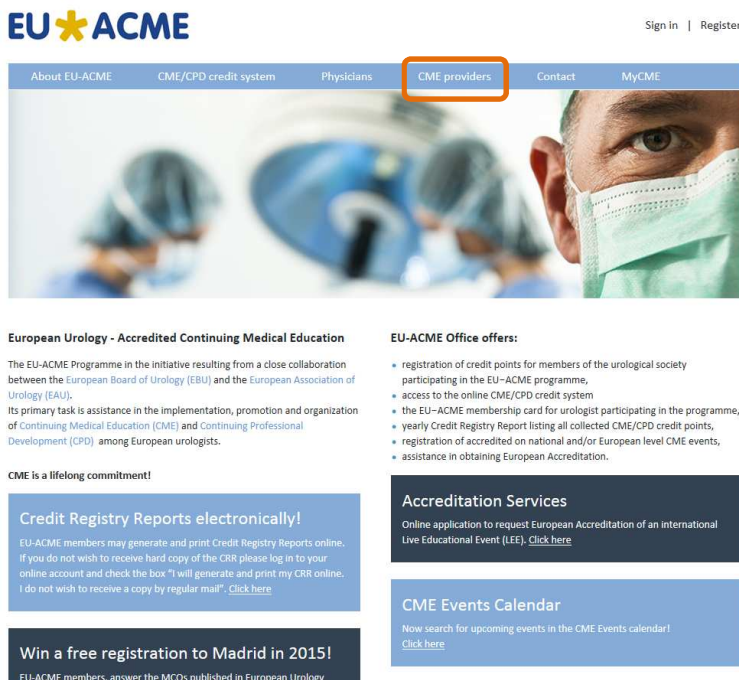 EU ACME
Sign in | Register
About EU-ACME CME/CPD credit system Physicians CME providers Contact MyCME
European Urology - Accredited Continuing Medical Education
The EU-ACME Programme in the initiative resulting from a close collaboration
between the European Board of Urology (EBU) and the European Association of
Urology (EAU).
Its primary task is assistance in the implementation, promotion and organization
of Continuing Medical Education (CME) and Continuing Professional
Development (CPD) among European urologists.
CME is a lifelong commitment!
Credit Registry Reports electronically!
EU-ACME members may generate and print Credit Registry Reports online.
If you do not wish to receive hard copy of the CRR please log in to your
online account and check the box "I will generate and print my CRR online.
I do not wish to receive a copy by regular mail". Click here
Win a free registration to Madrid in 2015!
EU-ACME members, answer the MCQs published in European Urology
EU-ACME Office offers:
• registration of credit points for members of the urological society
participating in the EU-ACME programme,
• access to the online CME/CPD credit system
• the EU-ACME membership card for urologist participating in the programme,
• yearly Credit Registry Report listing all collected CME/CPD credit points,
• registration of accredited on national and/or European level CME events,
• assistance in obtaining European Accreditation.
Accreditation Services
Online application to request European Accreditation of an international
Live Educational Event (LEE). Click here
CME Events Calendar
Now search for upcoming events in the CME Events calendar!
Click here